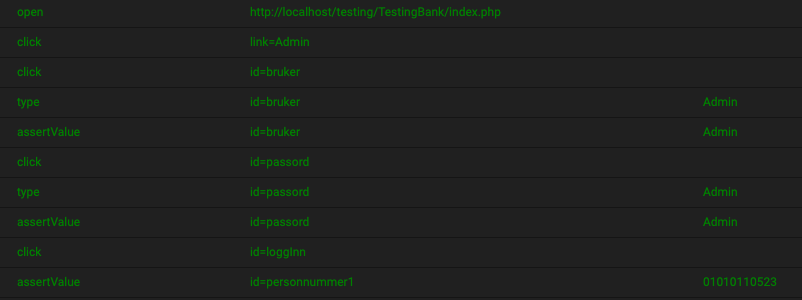 open http://localhost/testing/TestingBank/index.php
click link=Admin
click id=bruker
type id=bruker Admin
assertValue id=bruker Admin
click id=passord
type id=passord Admin
assertValue id=passord Admin
click id=loggInn
assertValue id=personnummer1 01010110523